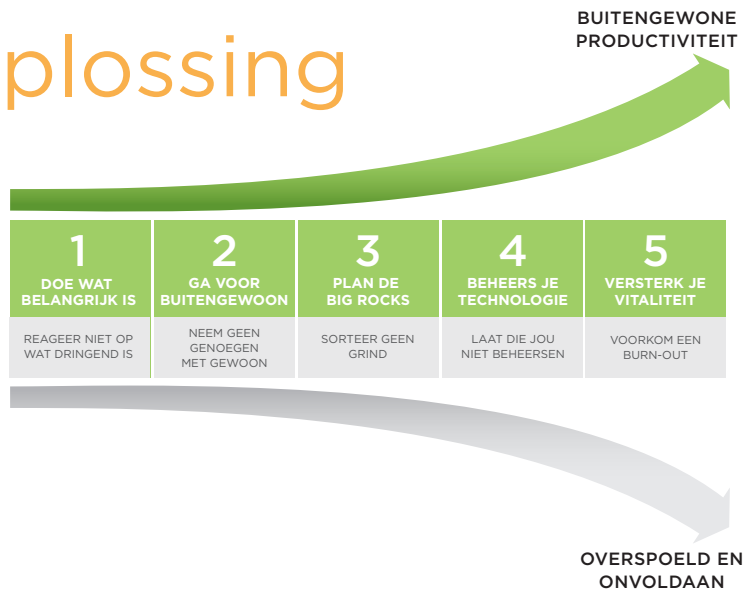 plossing
BUITENGEWONE
PRODUCTIVITEIT
1
DOE WAT
BELANGRIJK IS
REAGEER NIET OP
WAT DRINGEND IS
2
GA VOOR
BUITENGEWOON
NEEM GEEN
GENOEGEN
MET GEWOON
3
PLAN DE
BIG ROCKS
SORTEER GEEN
GRIND
4
BEHEERS JE
TECHNOLOGIE
LAAT DIE JOU
NIET BEHEERSEN
5
VERSTERK JE
VITALITEIT
VOORKOM EEN
BURN-OUT
OVERSPOELD EN
ONVOLDAAN